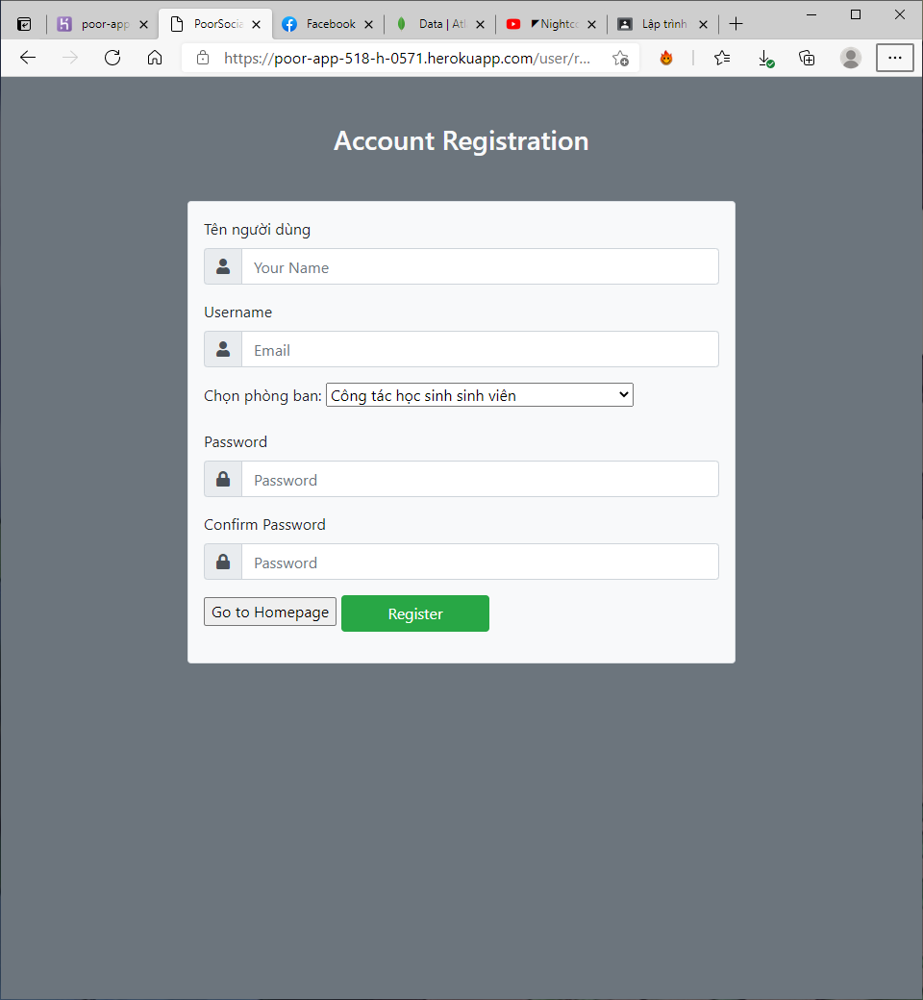 poor-app
PoorSocia
Facebook
Data | Atl
Nightco
Lập trình
https://poor-app-518-h-0571.herokuapp.com/user/r...
Account Registration
Tên người dùng
Your Name
Username
Email
Chọn phòng ban: Công tác học sinh sinh viên
Password
Password
Confirm Password
Password
Go to Homepage Register